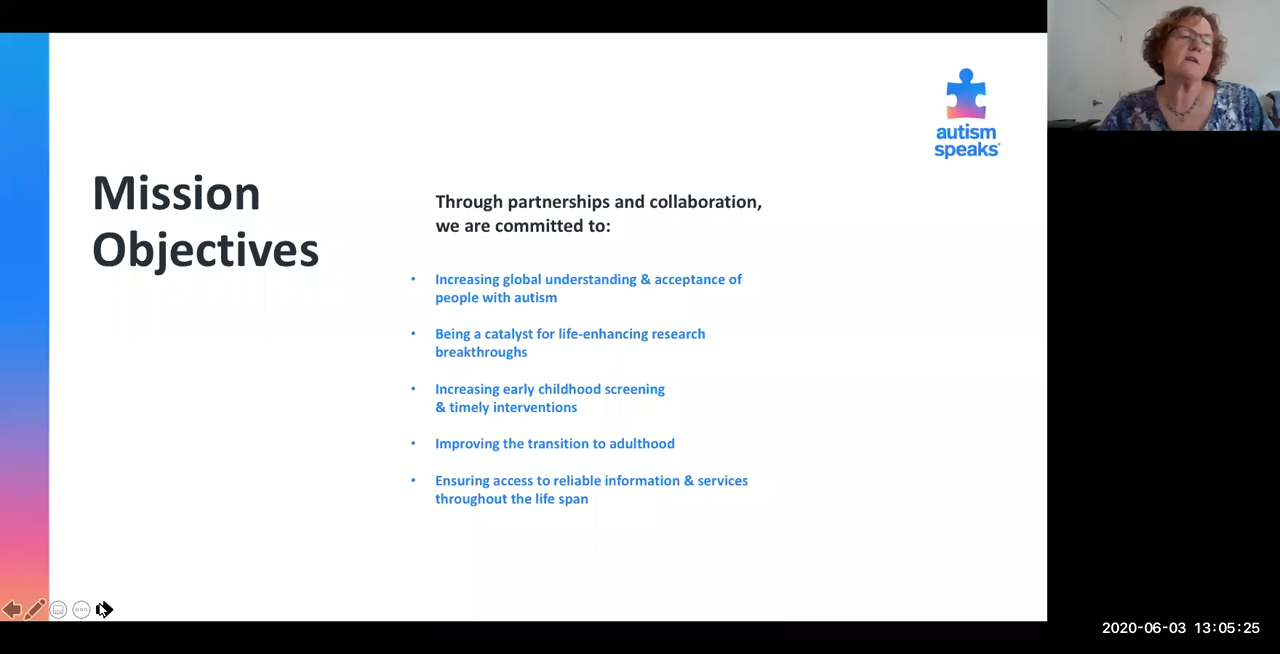 autism
speaks
Mission
Objectives
Through partnerships and collaboration,
we are committed to:
• Increasing global understanding & acceptance of
people with autism
• Being a catalyst for life-enhancing research
breakthroughs
• Increasing early childhood screening
& timely interventions
• Improving the transition to adulthood
• Ensuring access to reliable information & services
throughout the life span
2020-06-03 13:05:25